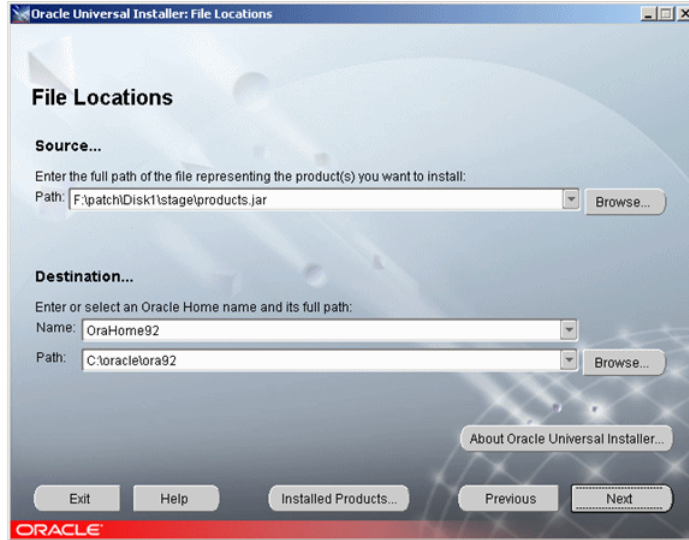 Oracle Universal Installer: File Locations
File Locations
Source...
Enter the full path of the file representing the product(s) you want to install:
Path: F:\patch\Disk1\stage\products.jar Browse...
Destination...
Enter or select an Oracle Home name and its full path:
Name: OraHome92
Path: C:\oracle\ora92 Browse...
About Oracle Universal Installer...
Exit Help Installed Products... Previous Next
ORACLE